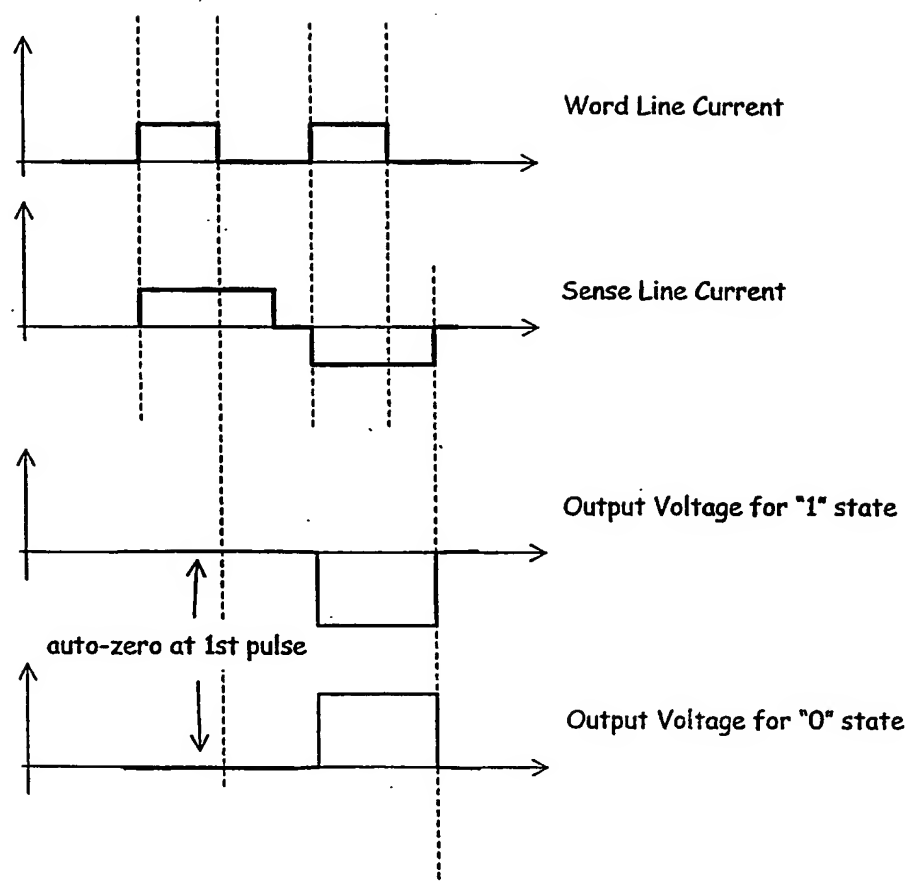 Word Line Current
Sense Line Current
Output Voltage for "1" state
auto-zero at 1st pulse
Output Voltage for "0" state